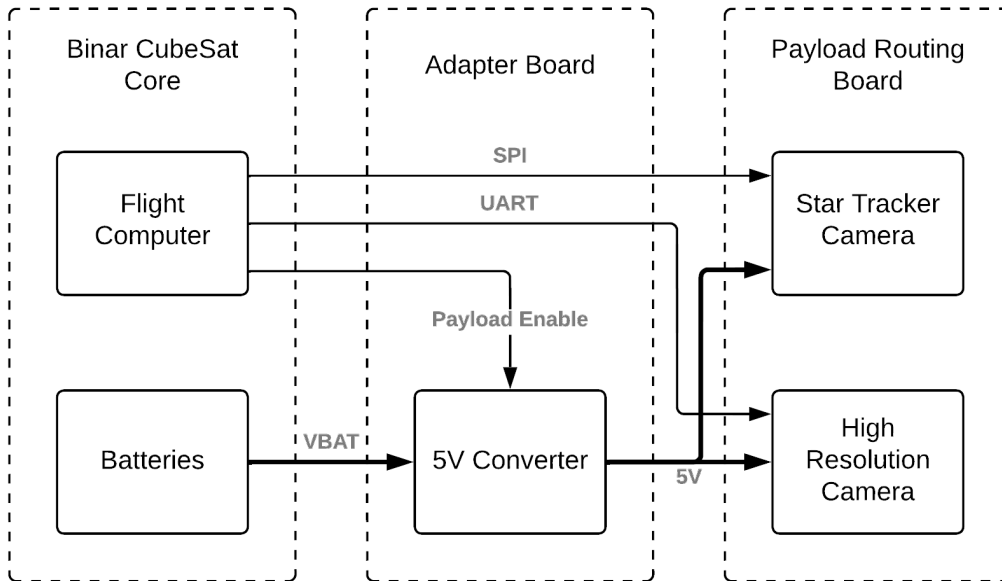 Binar CubeSat
Core
Adapter Board
Payload Routing
Board
SPI
Flight
Computer
UART
Star Tracker
Camera
Payload Enable
Batteries
VBAT
5V Converter
5V
High
Resolution
Camera